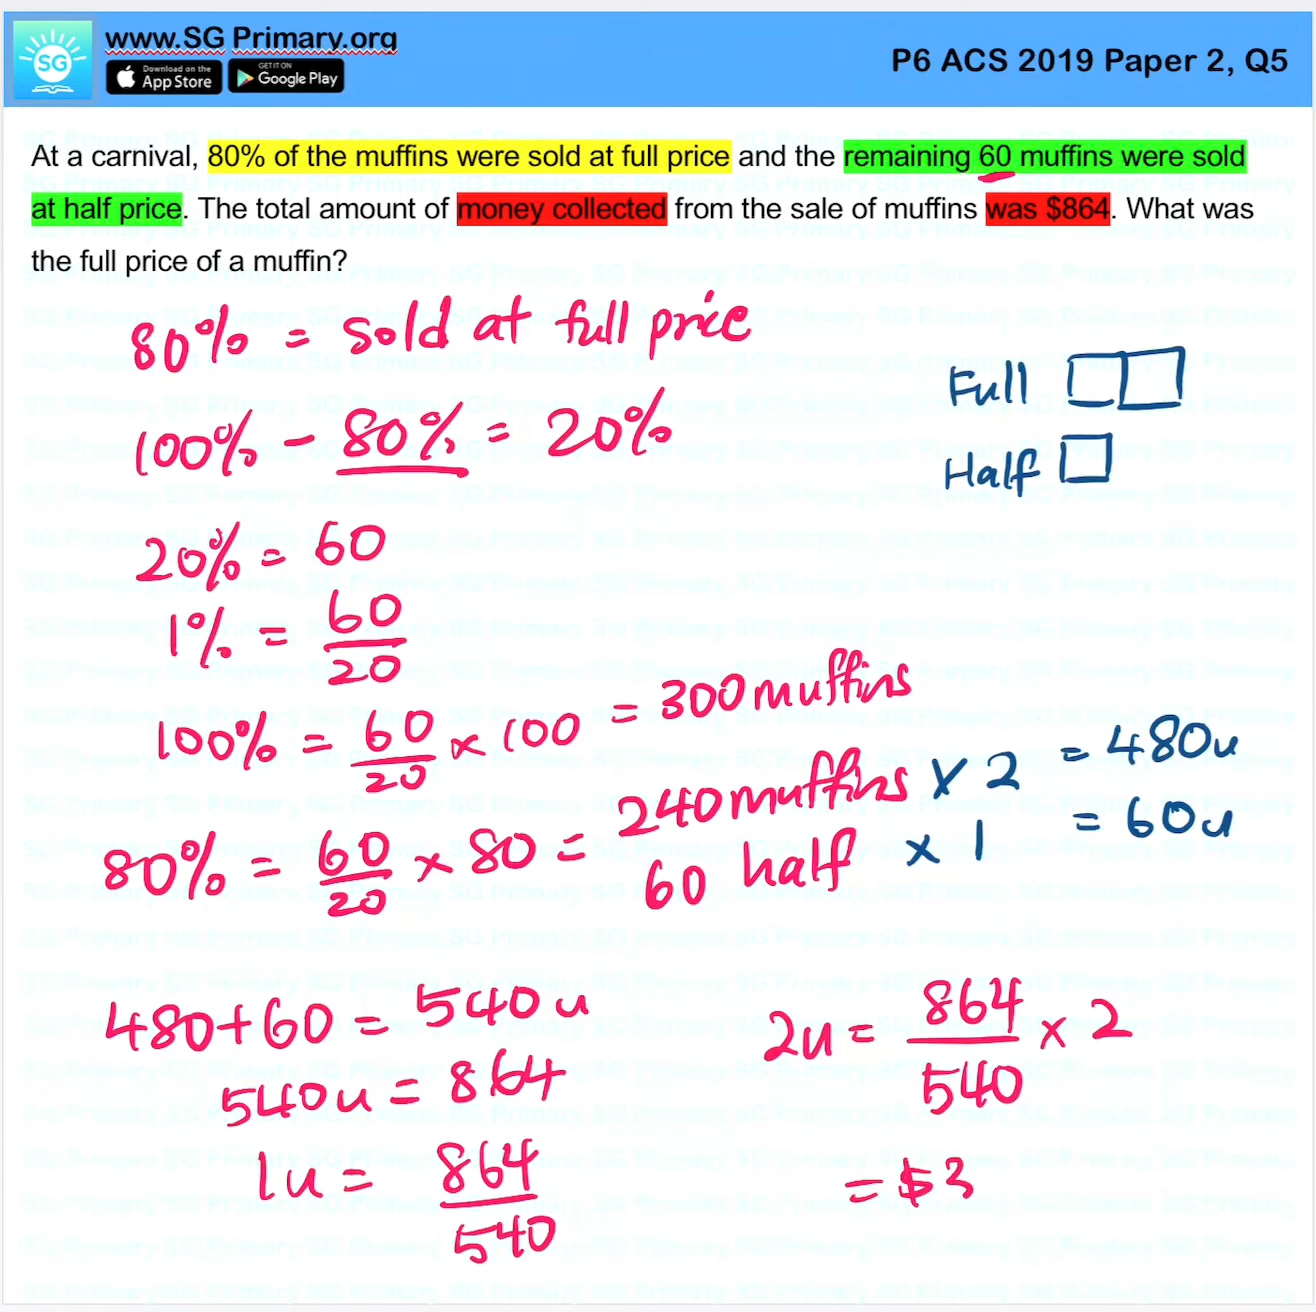 www.SG Primary.org
Download on the App Store
GET IT ON Google Play
P6 ACS 2019 Paper 2, Q5
At a carnival, 80% of the muffins were sold at full price and the remaining 60 muffins were sold
at half price. The total amount of money collected from the sale of muffins was $864. What was
the full price of a muffin?
80% = sold at full price
Full
100% - 80% = 20%
Half
20% = 60
1% = 60/20
100% = 60/20 x 100 = 300 muffins
80% = 60/20 x 80 = 240 muffins x 2 = 480u
60 half x 1 = 60u
480+60 = 540u
540u = 864
1u = 864/540
2u = 864/540 x 2
= $3